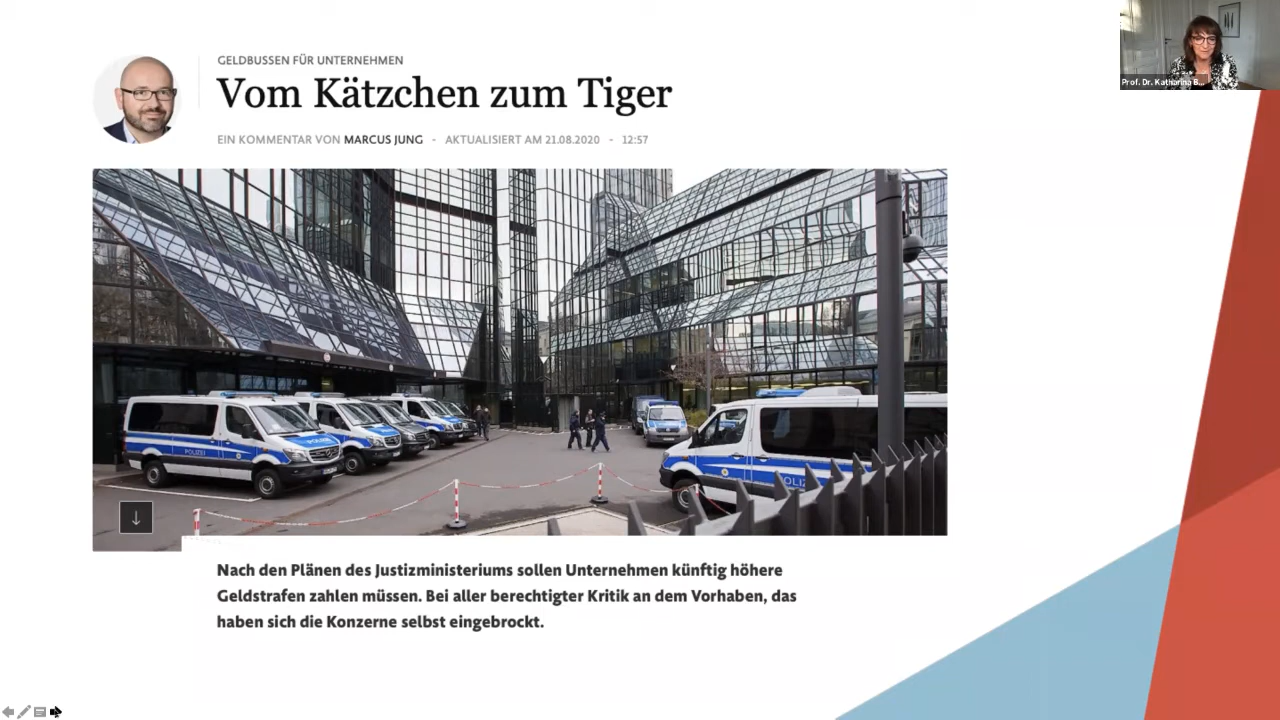 Prof. Dr. Katharina B...
GELDBUSSEN FÜR UNTERNEHMEN
Vom Kätzchen zum Tiger
EIN KOMMENTAR VON MARCUS JUNG - AKTUALISIERT AM 21.08.2020 - 12:57
POLIZEI
POLIZEI
Nach den Plänen des Justizministeriums sollen Unternehmen künftig höhere
Geldstrafen zahlen müssen. Bei aller berechtigter Kritik an dem Vorhaben, das
haben sich die Konzerne selbst eingebrockt.